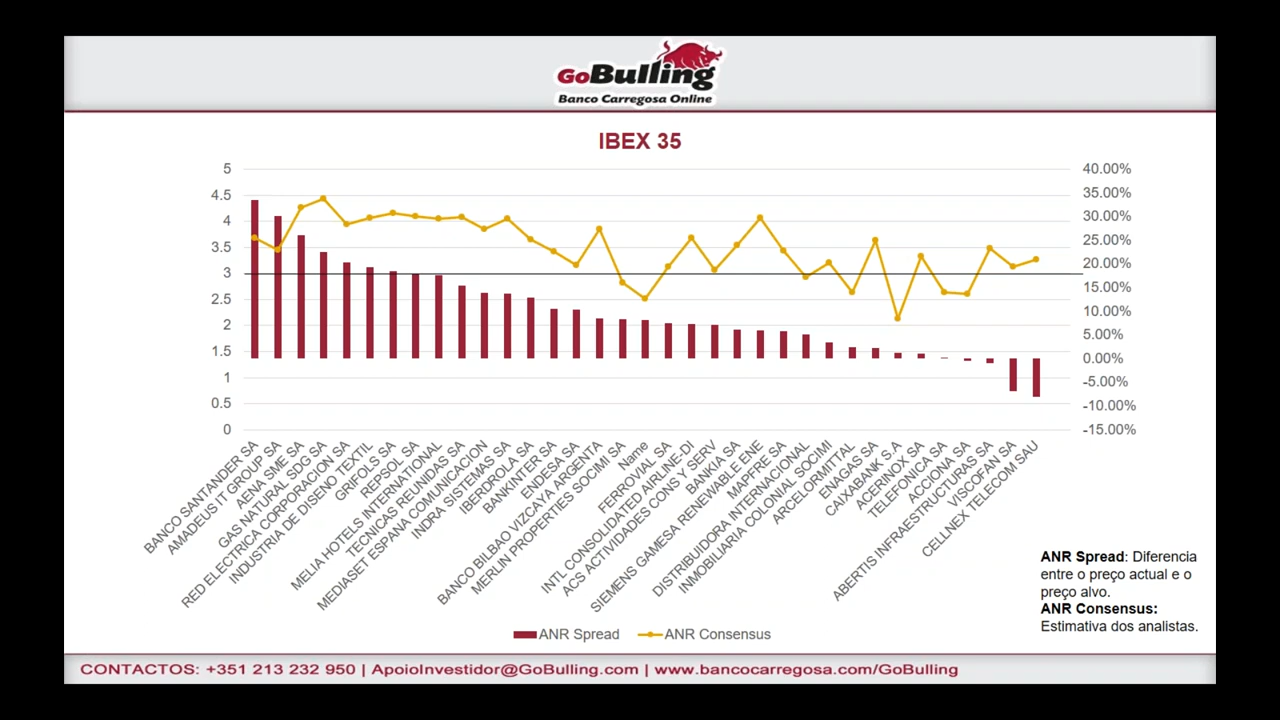 GoBulling
Banco Carregosa Online
IBEX 35
5
4.5
4
3.5
3
2.5
2
1.5
1
0.5
0
40.00%
35.00%
30.00%
25.00%
20.00%
15.00%
10.00%
5.00%
0.00%
-5.00%
-10.00%
-15.00%
BANCO SANTANDER SA
AMADEUS IT GROUP SA
AENA SME SA
GAS NATURAL SDG SA
RED ELECTRICA CORPORACION SA
INDUSTRIA DE DISENO TEXTIL
GRIFOLS SA
REPSOL SA
MELIA HOTELS INTERNATIONAL
TECNICAS REUNIDAS SA
MEDIASET ESPANA COMUNICACION
INDRA SISTEMAS SA
IBERDROLA SA
BANKINTER SA
ENDESA SA
BANCO BILBAO VIZCAYA ARGENTA
MERLIN PROPERTIES SOCIMI SA
Name
FERROVIAL SA
INTL CONSOLIDATED AIRLINE-DI
ACS ACTIVIDADES CONS Y SERV
BANKIA SA
SIEMENS GAMESA RENEWABLE ENE
MAPFRE SA
DISTRIBUIDORA INTERNACIONAL
INMOBILIARIA COLONIAL SOCIMI
ARCELORMITTAL
ENAGAS SA
CAIXABANK S.A
ACERINOX SA
TELEFONICA SA
ACCIONA SA
ABERTIS INFRAESTRUCTURAS SA
VISCOFAN SA
CELLNEX TELECOM SAU
ANR Spread: Diferencia
entre o preço actual e o
preço alvo.
ANR Consensus:
Estimativa dos analistas.
ANR Spread
ANR Consensus
CONTACTOS: +351 213 232 950 | ApoioInvestidor@GoBulling.com | www.bancocarregosa.com/GoBulling